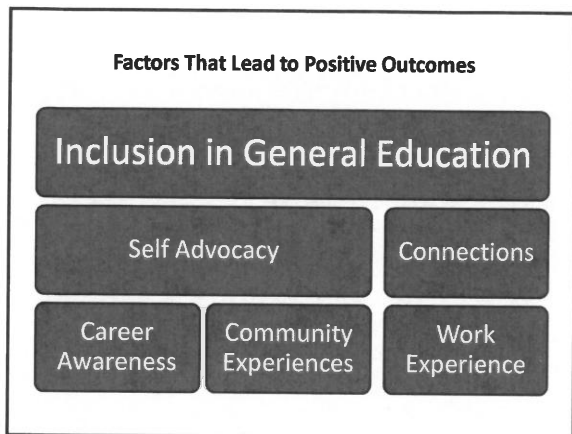 Factors That Lead to Positive Outcomes
Inclusion in General Education
Self Advocacy
Connections
Career
Awareness
Community
Experiences
Work
Experience